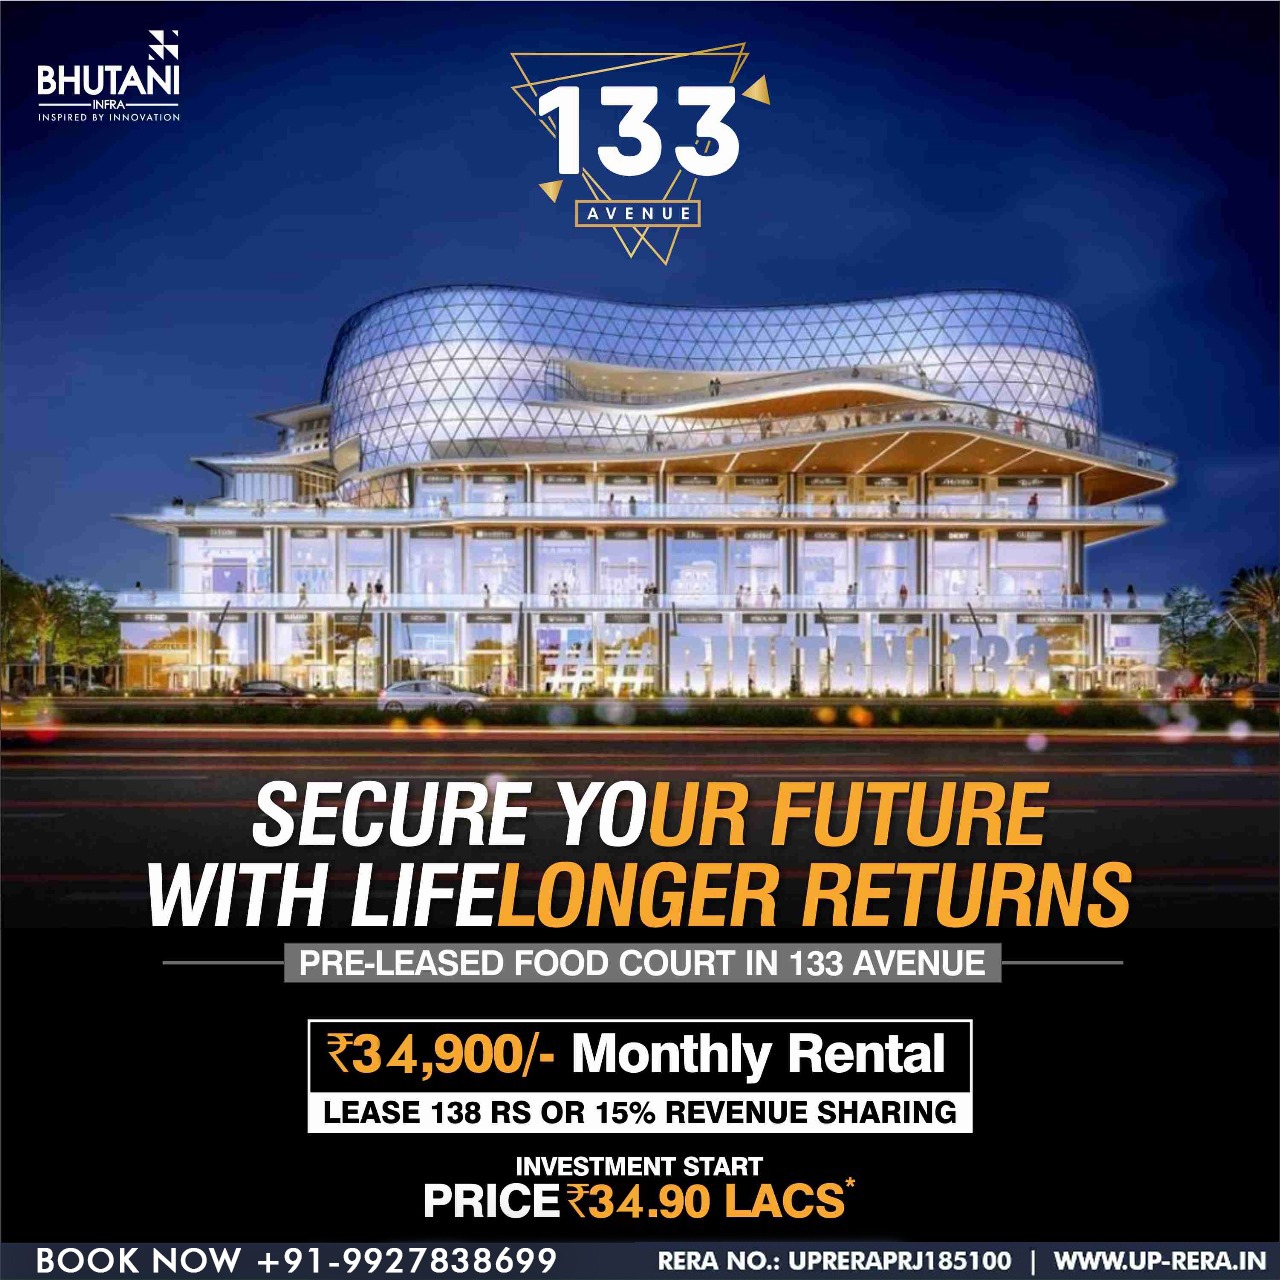 BHUTANI
INFRA
INSPIRED BY INNOVATION
133
AVENUE
## BHUTANI 133
SECURE YOUR FUTURE
WITH LIFELONGER RETURNS
PRE-LEASED FOOD COURT IN 133 AVENUE
₹34,900/- Monthly Rental
LEASE 138 RS OR 15% REVENUE SHARING
INVESTMENT START
PRICE ₹34.90 LACS*
BOOK NOW +91-9927838699
RERA NO.: UPRERAPRJ185100 | WWW.UP-RERA.IN